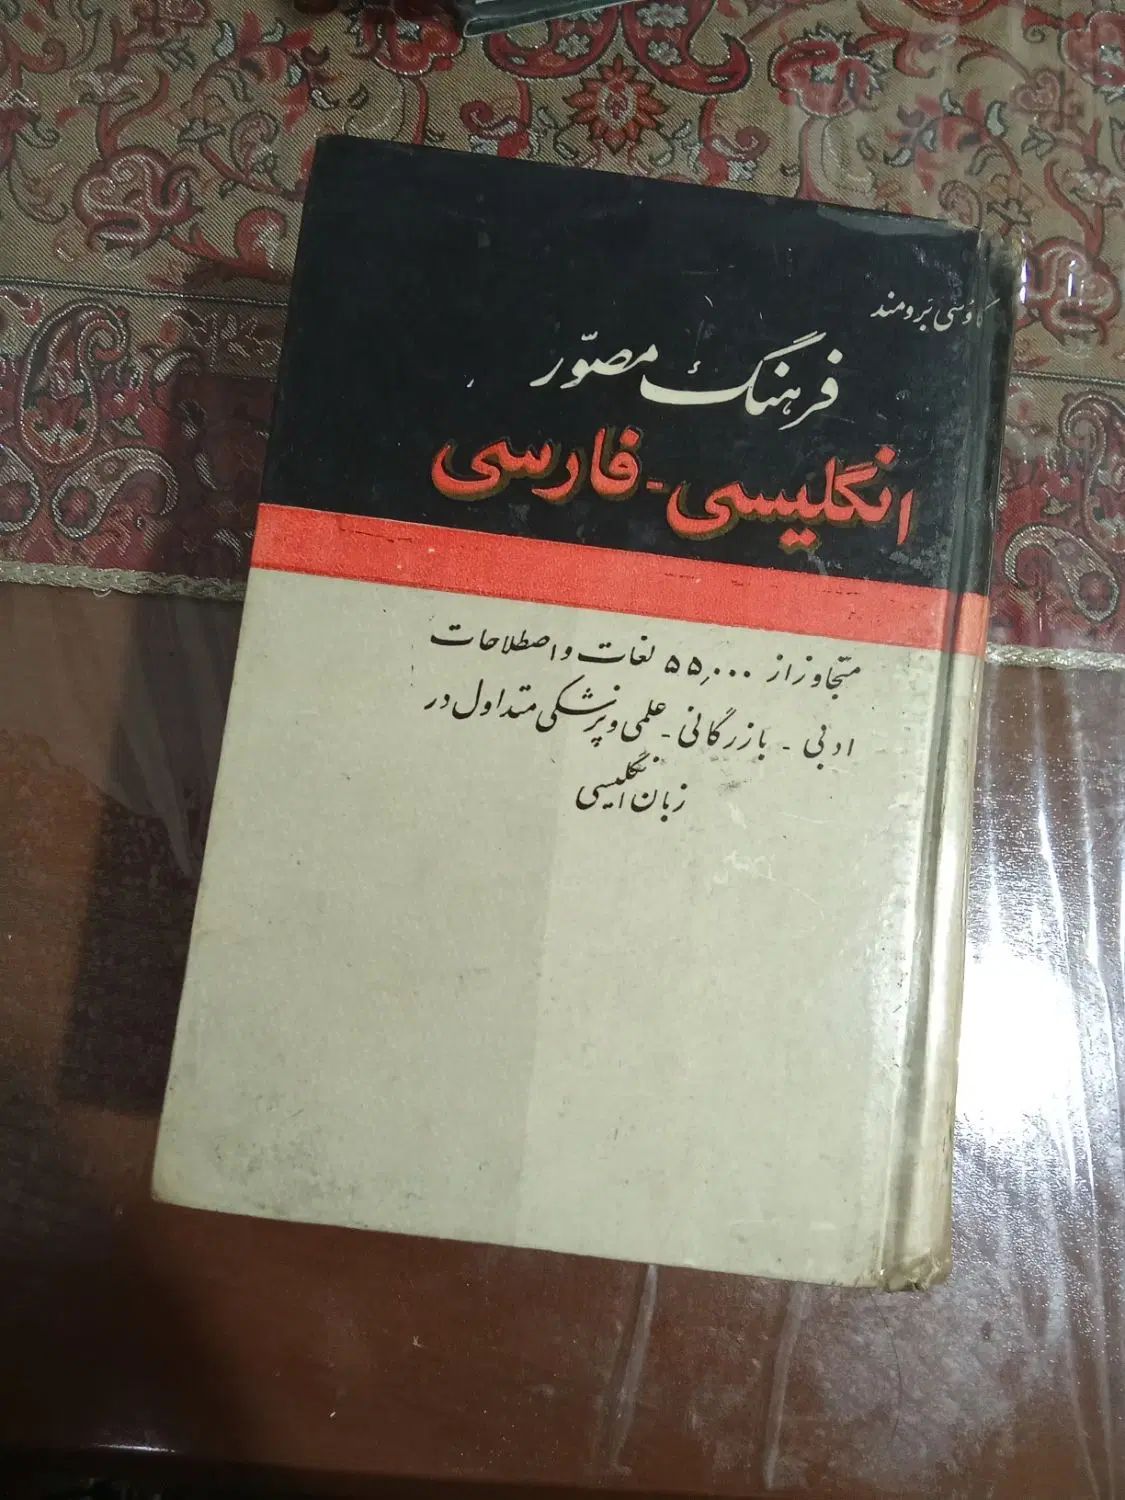 کاوسی برومند
فرهنگ مصوّر
انگلیسی - فارسی
متجاوز از ۵۵٫۰۰۰ لغات و اصطلاحات
ادبی - بازرگانی - علمی و پزشکی متداول در
زبان انگلیسی